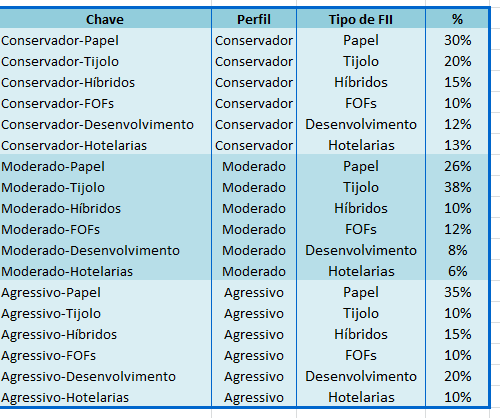 Chave Perfil Tipo de FII %
Conservador-Papel Conservador Papel 30%
Conservador-Tijolo Conservador Tijolo 20%
Conservador-Híbridos Conservador Híbridos 15%
Conservador-FOFs Conservador FOFs 10%
Conservador-Desenvolvimento Conservador Desenvolvimento 12%
Conservador-Hotelarias Conservador Hotelarias 13%
Moderado-Papel Moderado Papel 26%
Moderado-Tijolo Moderado Tijolo 38%
Moderado-Híbridos Moderado Híbridos 10%
Moderado-FOFs Moderado FOFs 12%
Moderado-Desenvolvimento Moderado Desenvolvimento 8%
Moderado-Hotelarias Moderado Hotelarias 6%
Agressivo-Papel Agressivo Papel 35%
Agressivo-Tijolo Agressivo Tijolo 10%
Agressivo-Híbridos Agressivo Híbridos 15%
Agressivo-FOFs Agressivo FOFs 10%
Agressivo-Desenvolvimento Agressivo Desenvolvimento 20%
Agressivo-Hotelarias Agressivo Hotelarias 10%